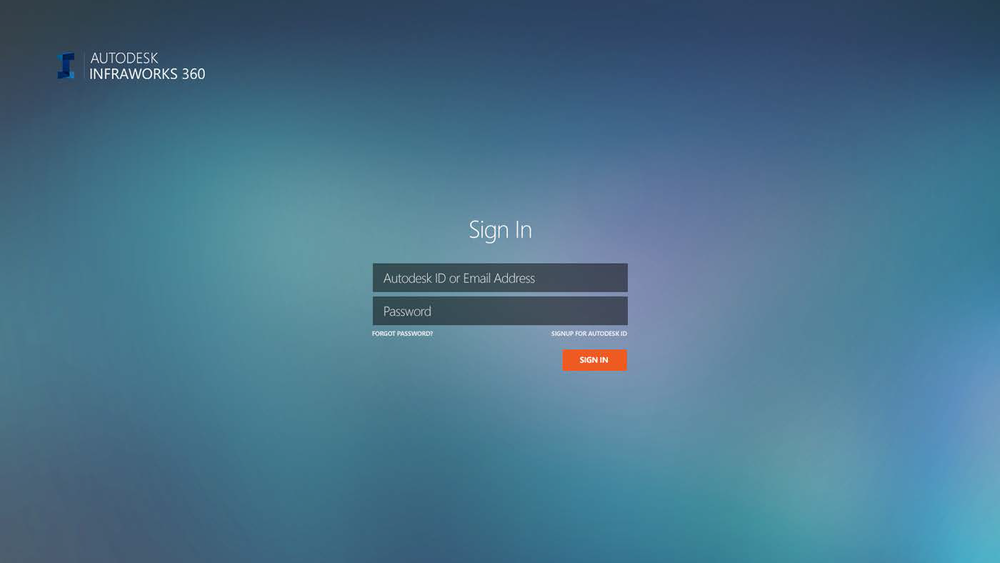 AUTODESK
INFRAWORKS 360
Sign In
Autodesk ID or Email Address
Password
FORGOT PASSWORD?
SIGNUP FOR AUTODESK ID
SIGN IN